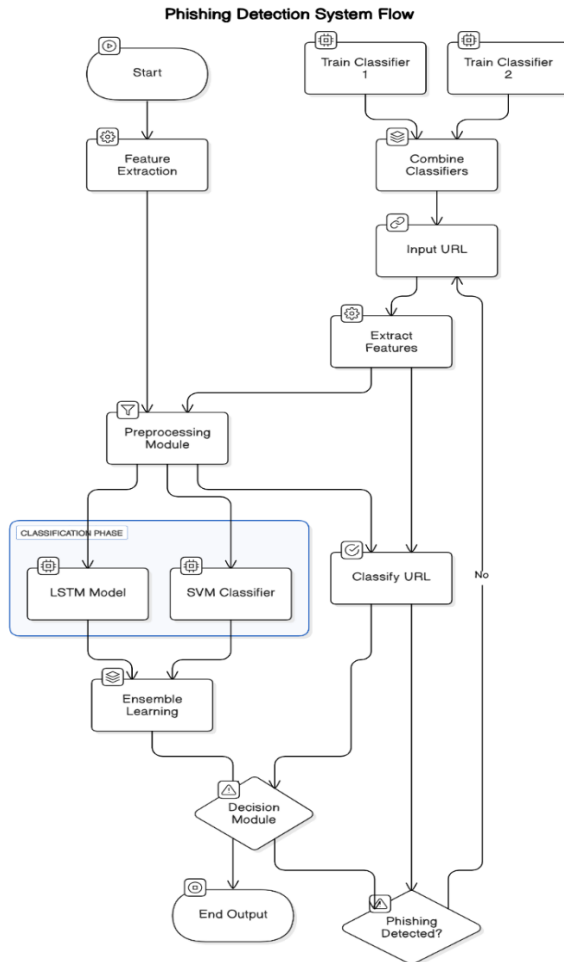 Phishing Detection System Flow
Start
Train Classifier
1
Train Classifier
2
Feature
Extraction
Combine
Classifiers
Input URL
Extract
Features
Preprocessing
Module
CLASSIFICATION PHASE
LSTM Model
SVM Classifier
Classify URL
No
Ensemble
Learning
Decision
Module
End Output
Phishing
Detected?